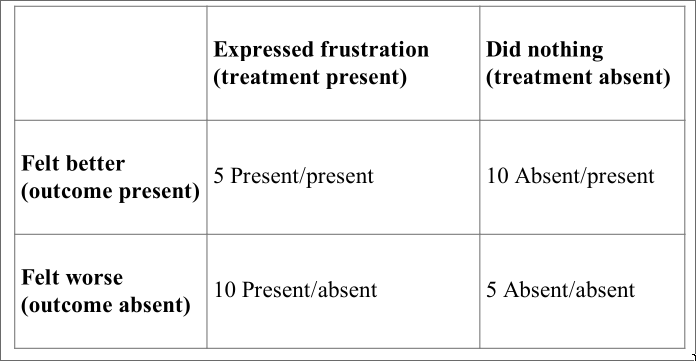 Expressed frustration
(treatment present)
Did nothing
(treatment absent)
Felt better
(outcome present)
5 Present/present
10 Absent/present
Felt worse
(outcome absent)
10 Present/absent
5 Absent/absent